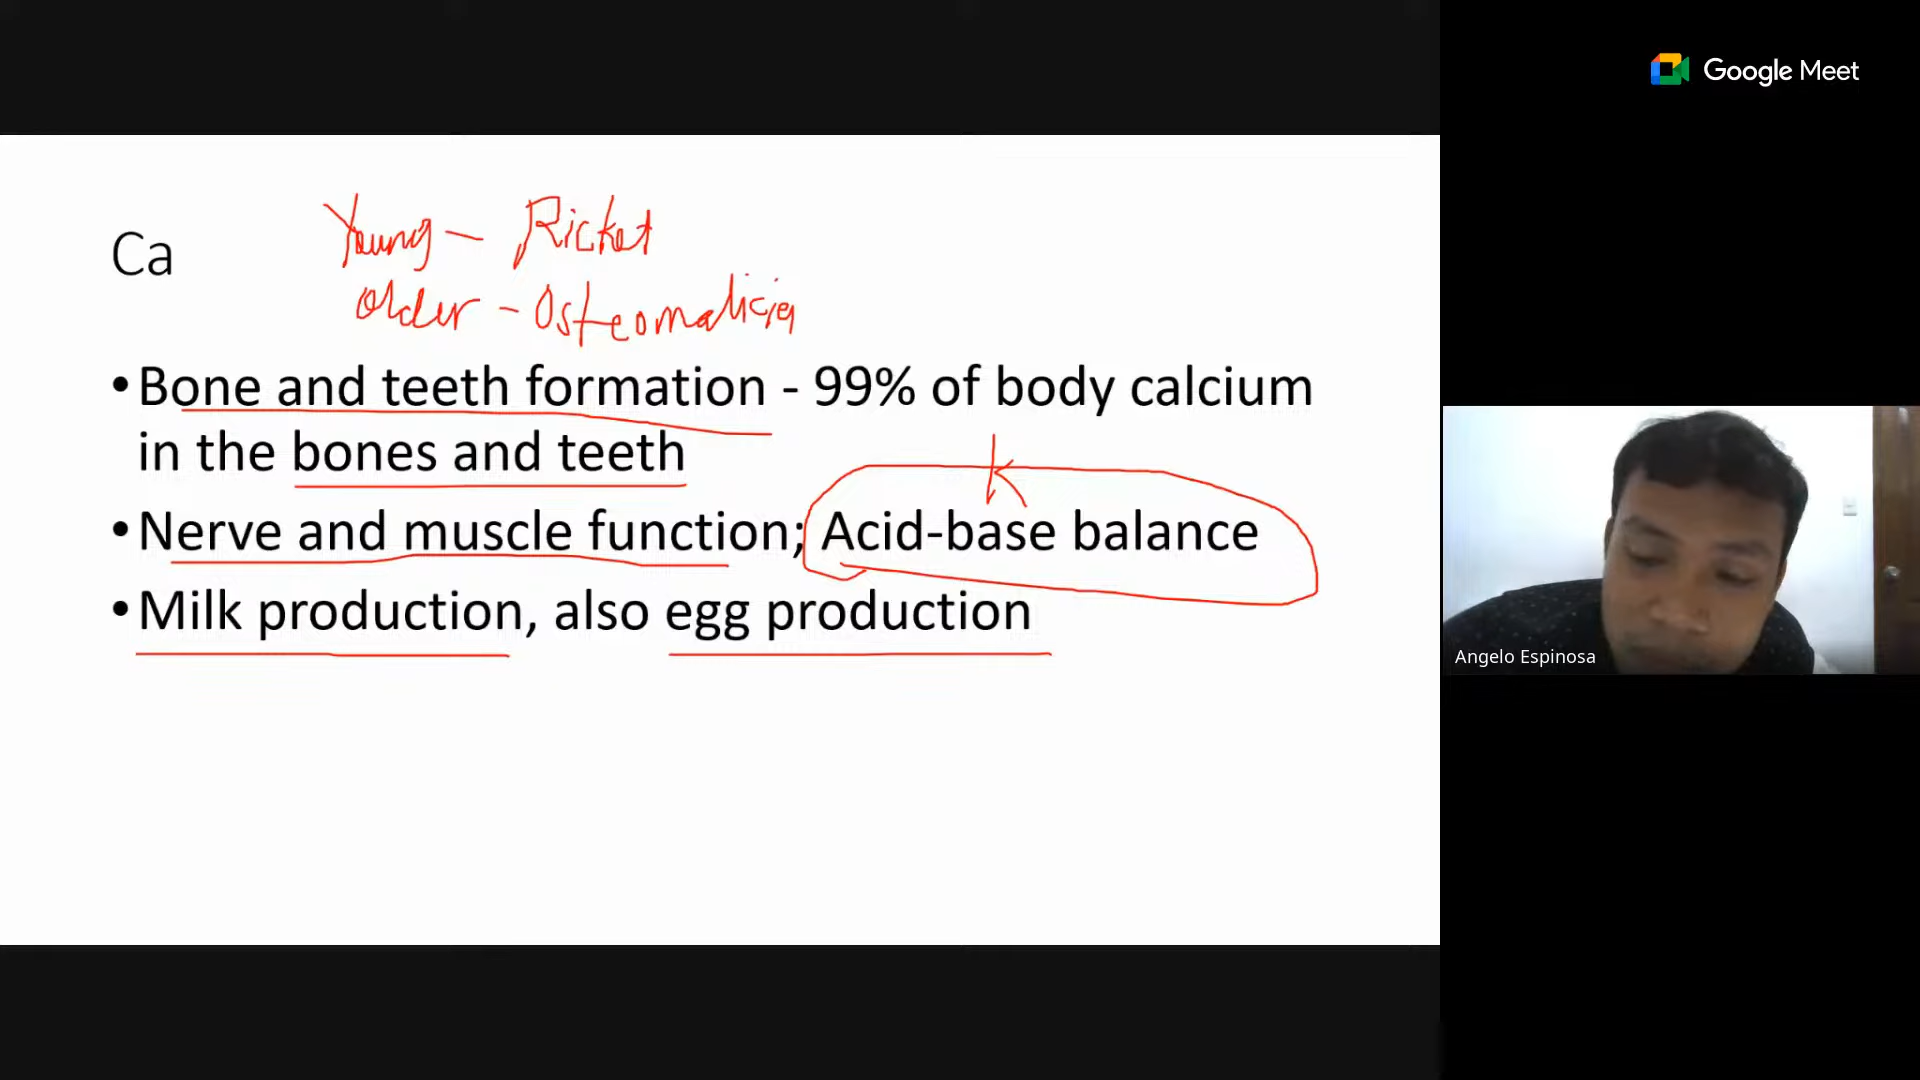 Google Meet
Young - Ricket
Ca
Older - Osteomalicia
•Bone and teeth formation - 99% of body calcium
in the bones and teeth
K
•Nerve and muscle function; Acid-base balance
•Milk production, also egg production
Angelo Espinosa